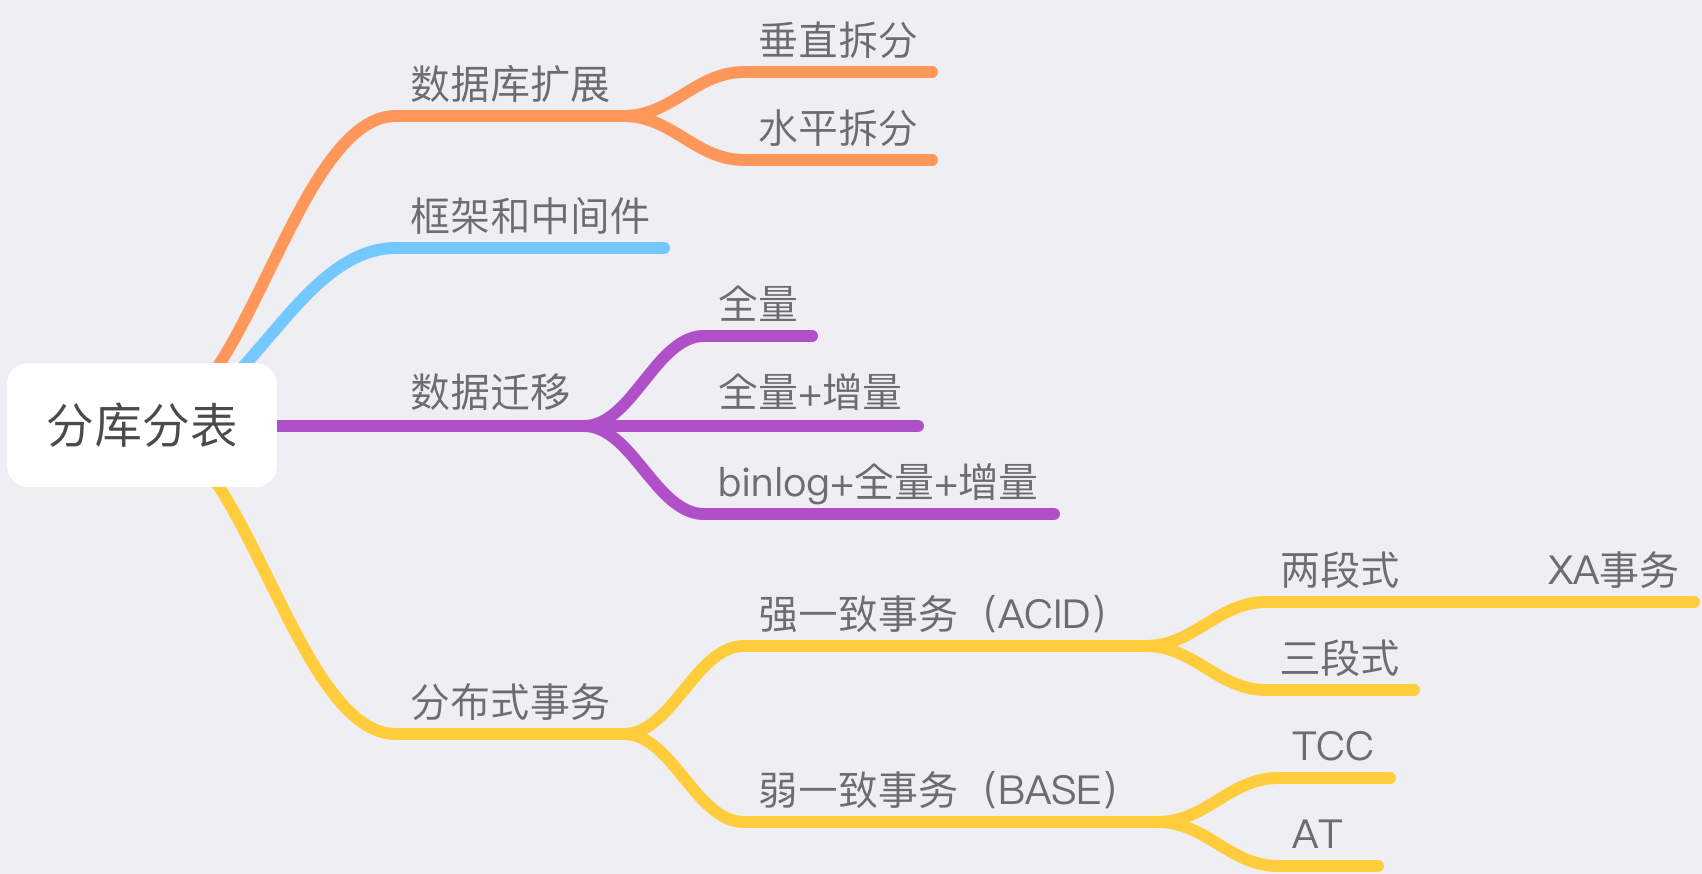 分库分表
数据库扩展
垂直拆分
水平拆分
框架和中间件
数据迁移
全量
全量+增量
binlog+全量+增量
分布式事务
强一致事务（ACID）
两段式
XA事务
三段式
弱一致事务（BASE）
TCC
AT